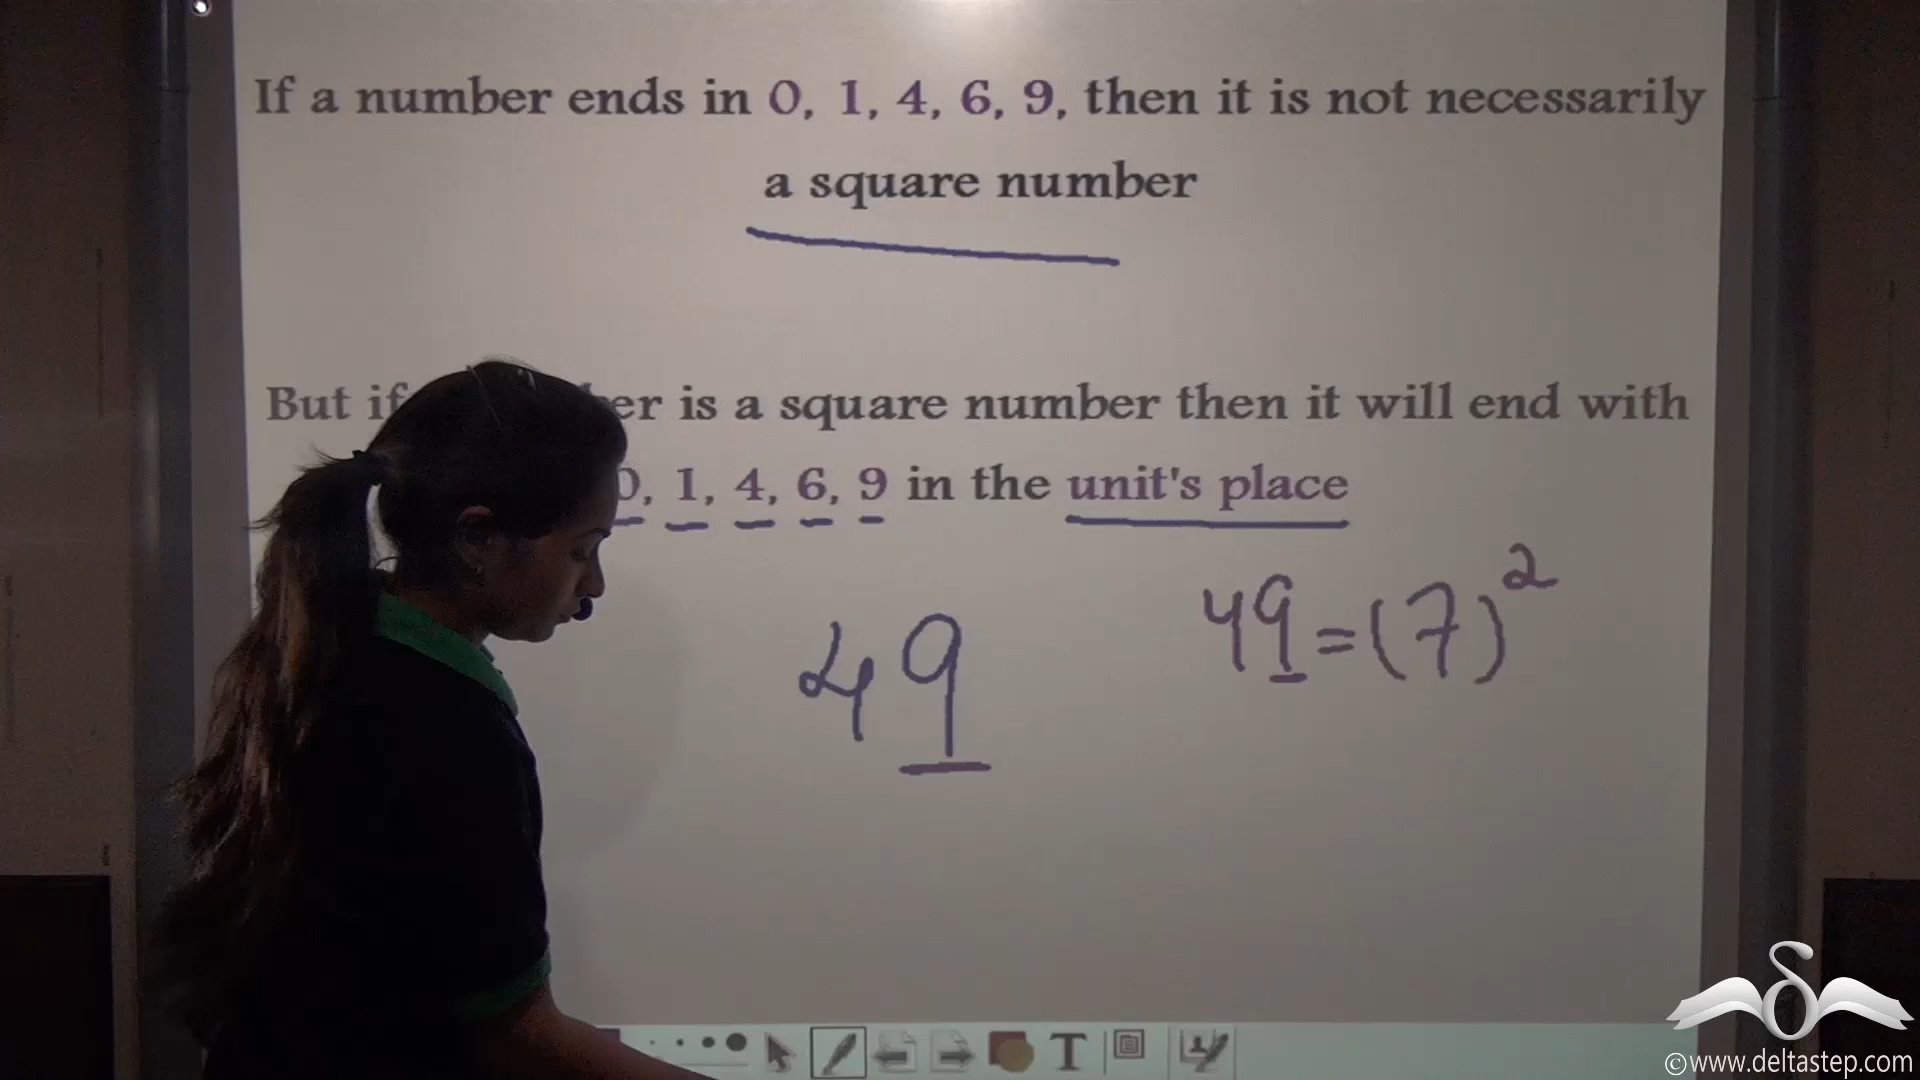 If a number ends in 0, 1, 4, 6, 9, then it is not necessarily
a square number
But if er is a square number then it will end with
0, 1, 4, 6, 9 in the unit's place
49
49=(7)²
T
©www.deltastep.com